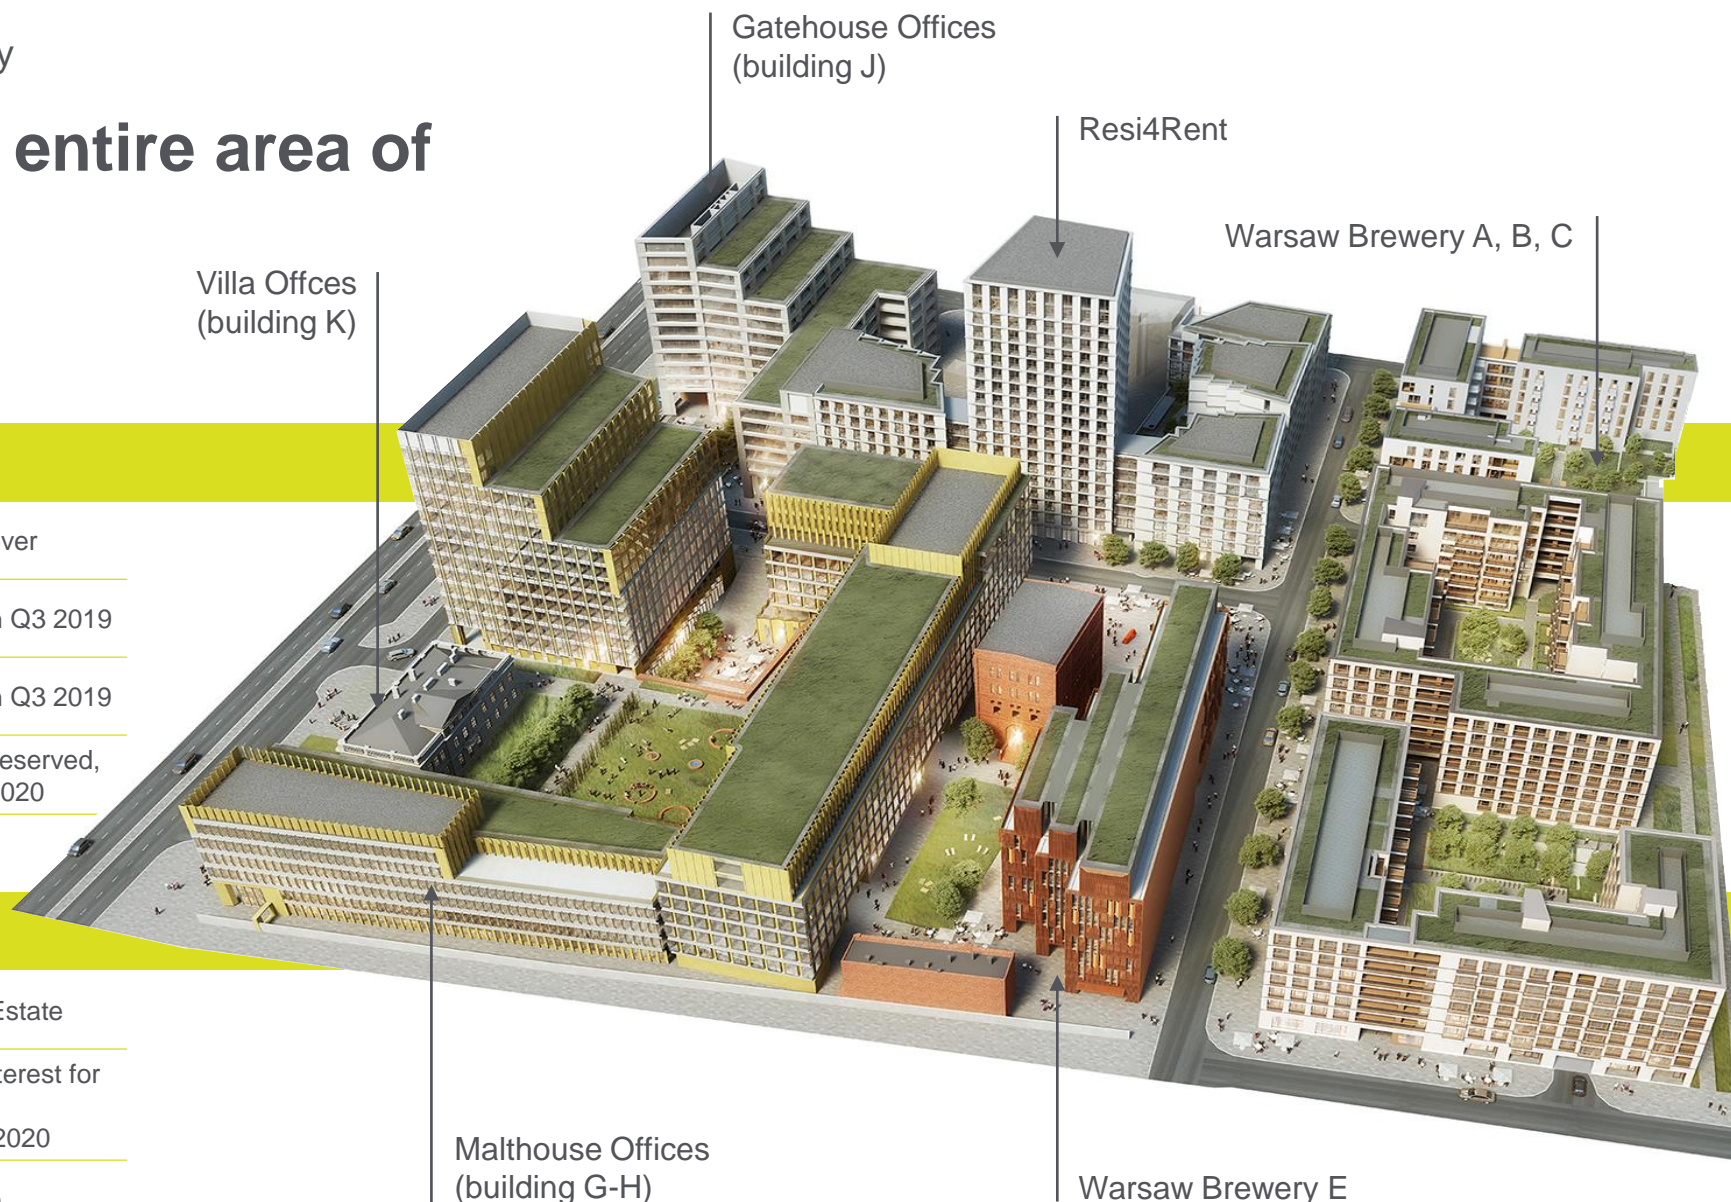 y
entire area of
Gatehouse Offices
(building J)
Resi4Rent
Warsaw Brewery A, B, C
Villa Offces
(building K)
ver
Q3 2019
Q3 2019
eserved,
020
Estate
terest for
2020
Malthouse Offices
(building G-H)
Warsaw Brewery E